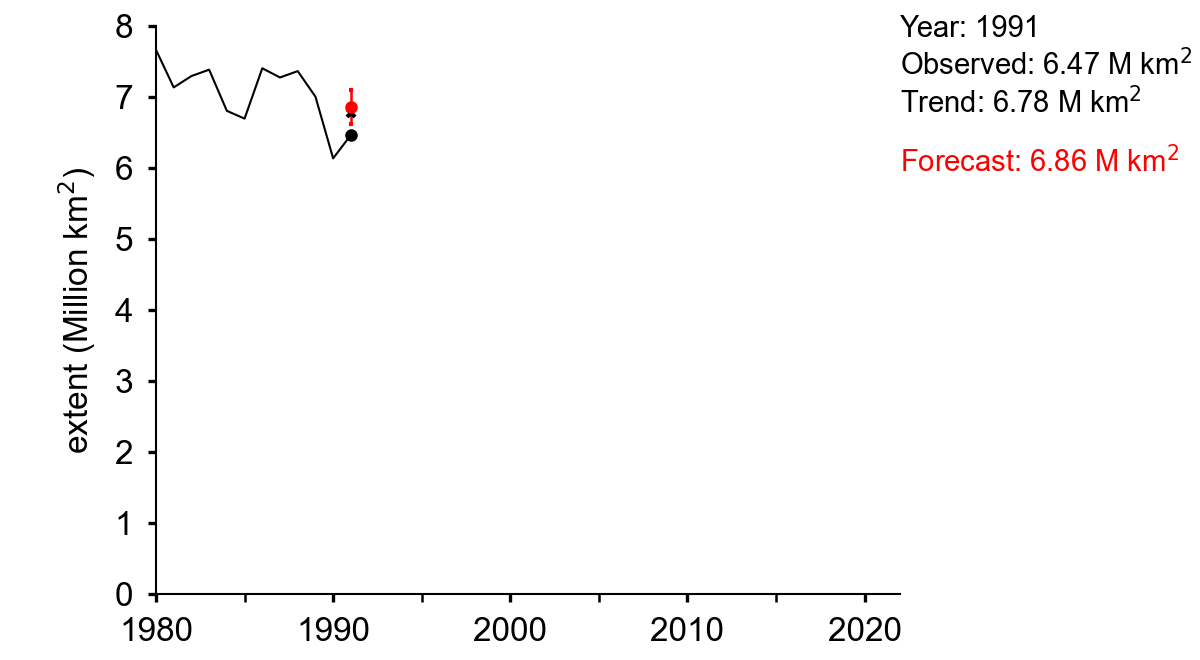 8
7
6
5
4
3
2
1
0
extent (Million km²)
1980 1990 2000 2010 2020
Year: 1991
Observed: 6.47 M km²
Trend: 6.78 M km²
Forecast: 6.86 M km²